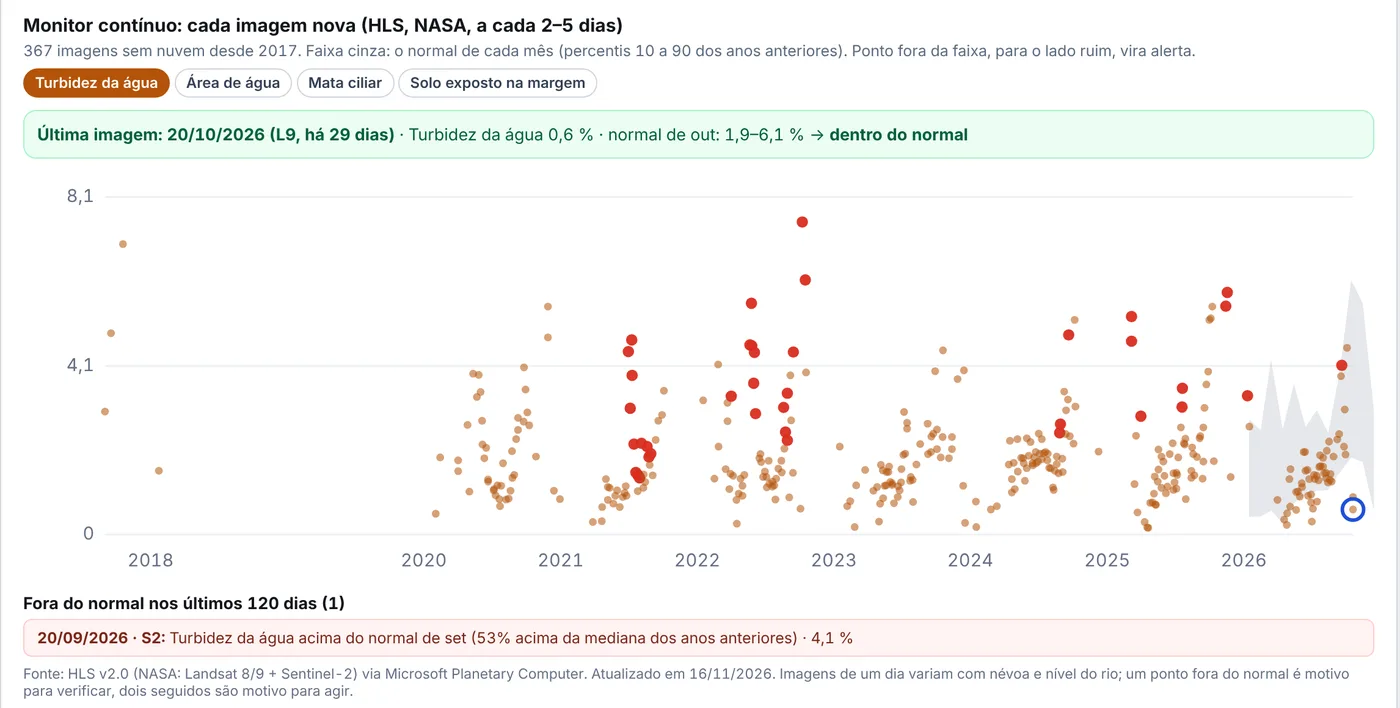 Monitor contínuo: cada imagem nova (HLS, NASA, a cada 2–5 dias)
367 imagens sem nuvem desde 2017. Faixa cinza: o normal de cada mês (percentis 10 a 90 dos anos anteriores). Ponto fora da faixa, para o lado ruim, vira alerta.
Turbidez da água Área de água Mata ciliar Solo exposto na margem
Última imagem: 20/10/2026 (L9, há 29 dias) · Turbidez da água 0,6 % · normal de out: 1,9–6,1 % → dentro do normal
8,1
4,1
0
2018 2020 2021 2022 2023 2024 2025 2026
Fora do normal nos últimos 120 dias (1)
20/09/2026 · S2: Turbidez da água acima do normal de set (53% acima da mediana dos anos anteriores) · 4,1 %
Fonte: HLS v2.0 (NASA: Landsat 8/9 + Sentinel-2) via Microsoft Planetary Computer. Atualizado em 16/11/2026. Imagens de um dia variam com névoa e nível do rio; um ponto fora do normal é motivo
para verificar, dois seguidos são motivo para agir.